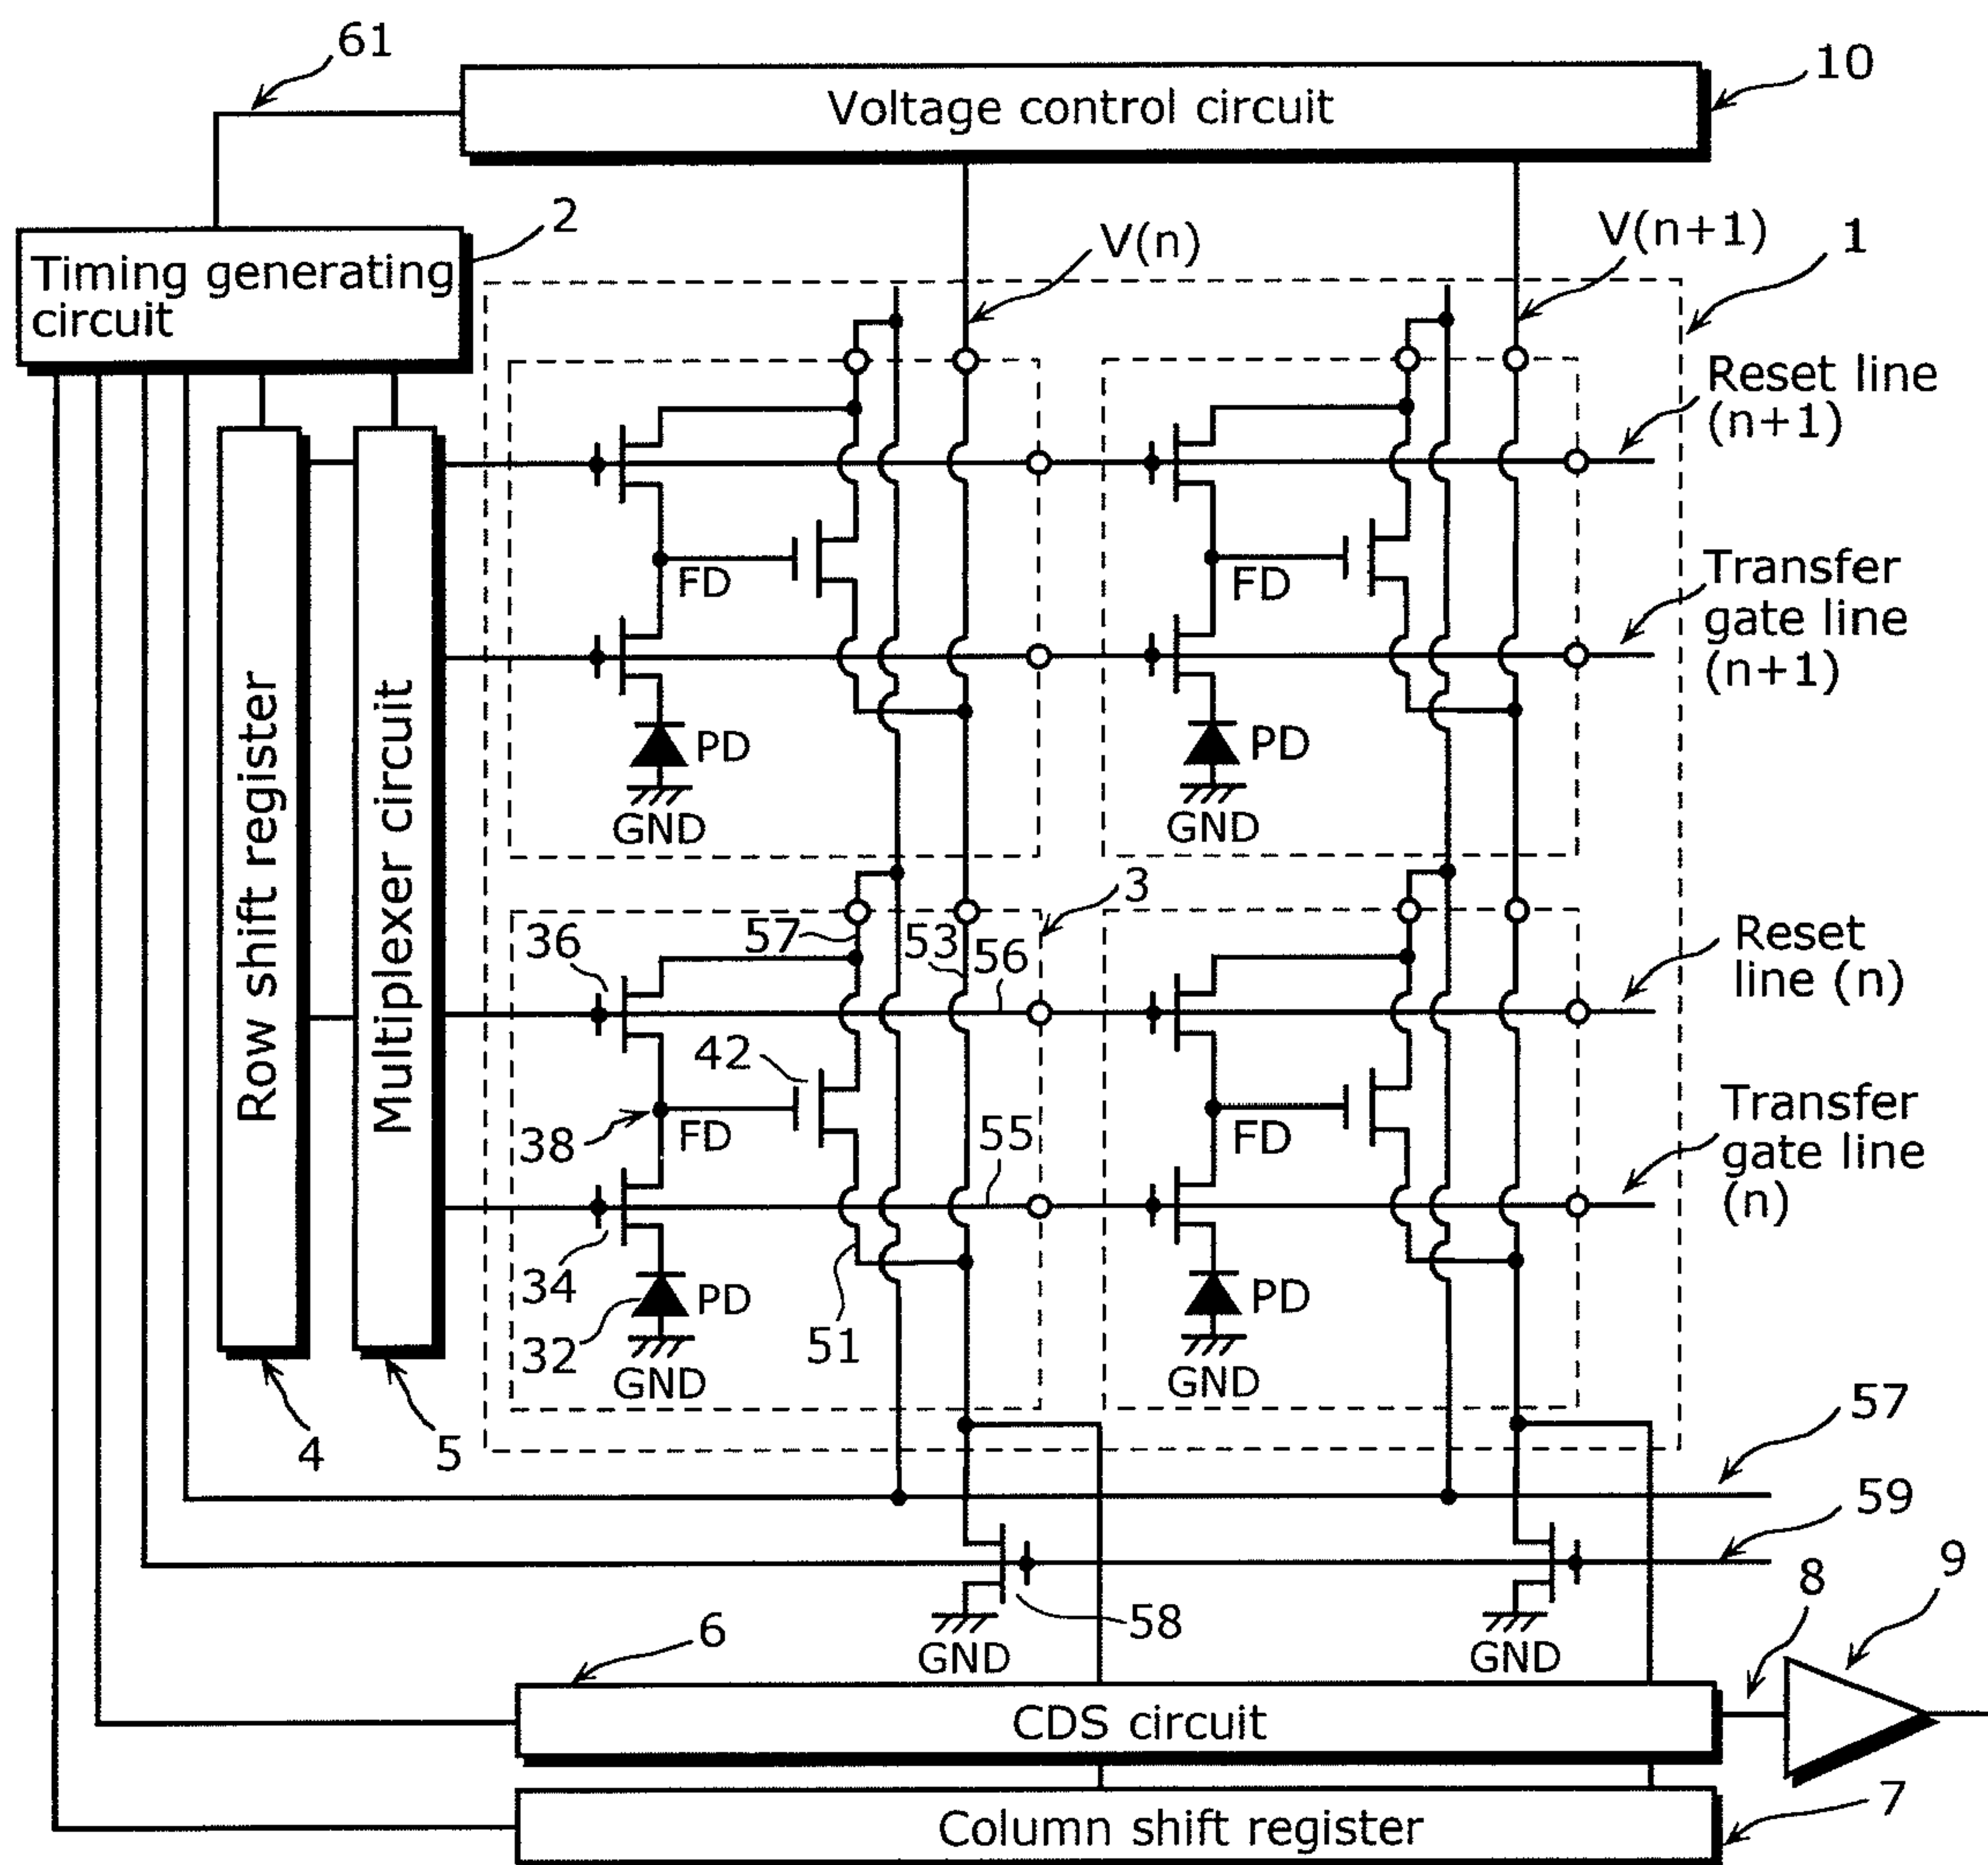 61
Voltage control circuit
10
2
Timing generating
circuit
V(n)
V(n+1)
1
Reset line
(n+1)
FD
FD
Transfer
gate line
(n+1)
PD
PD
GND
GND
Row shift register
Multiplexer circuit
3
36
57
53
56
Reset
line (n)
42
38
FD
55
FD
Transfer
gate line
(n)
34
PD
PD
32
51
GND
GND
4
5
57
59
58
8
9
6
GND
GND
CDS circuit
7
Column shift register